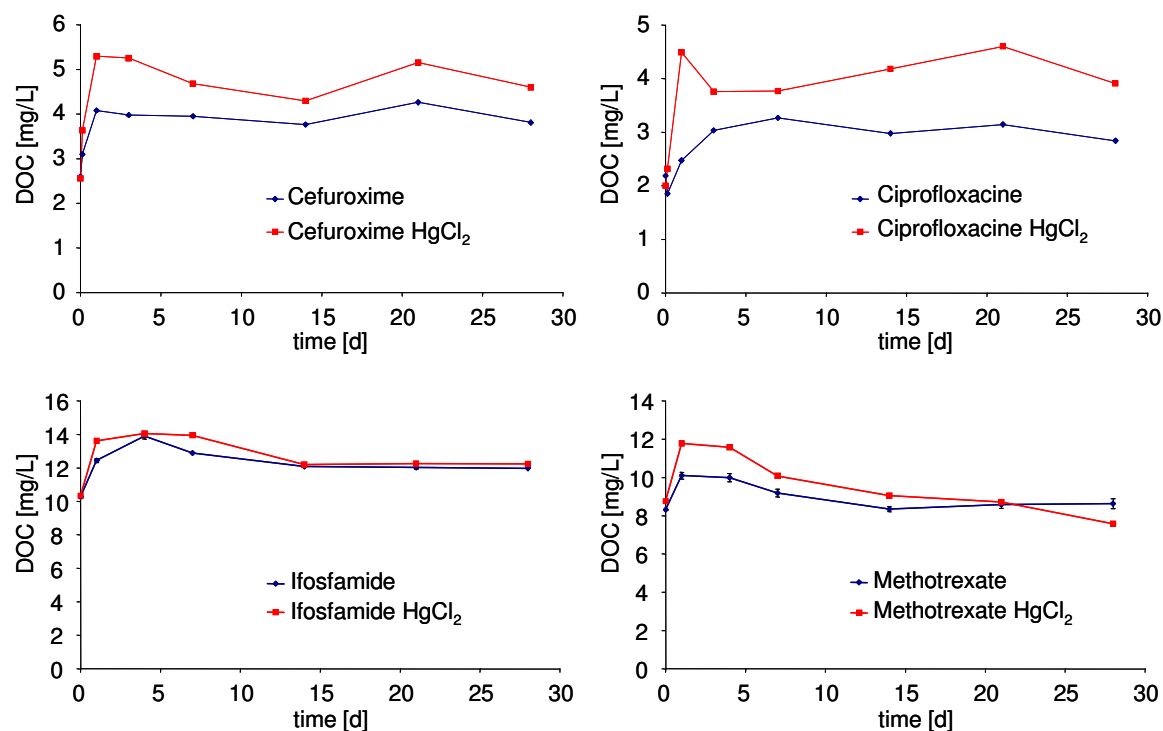 6
5
4
3
2
1
0
DOC [mg/L]
Cefuroxime
Cefuroxime HgCl₂
0 5 10 15 20 25 30
time [d]
5
4
3
2
1
0
DOC [mg/L]
Ciprofloxacine
Ciprofloxacine HgCl₂
0 5 10 15 20 25 30
time [d]
16
14
12
10
8
6
4
2
0
DOC [mg/L]
Ifosfamide
Ifosfamide HgCl₂
0 5 10 15 20 25 30
time [d]
14
12
10
8
6
4
2
0
DOC [mg/L]
Methotrexate
Methotrexate HgCl₂
0 5 10 15 20 25 30
time [d]